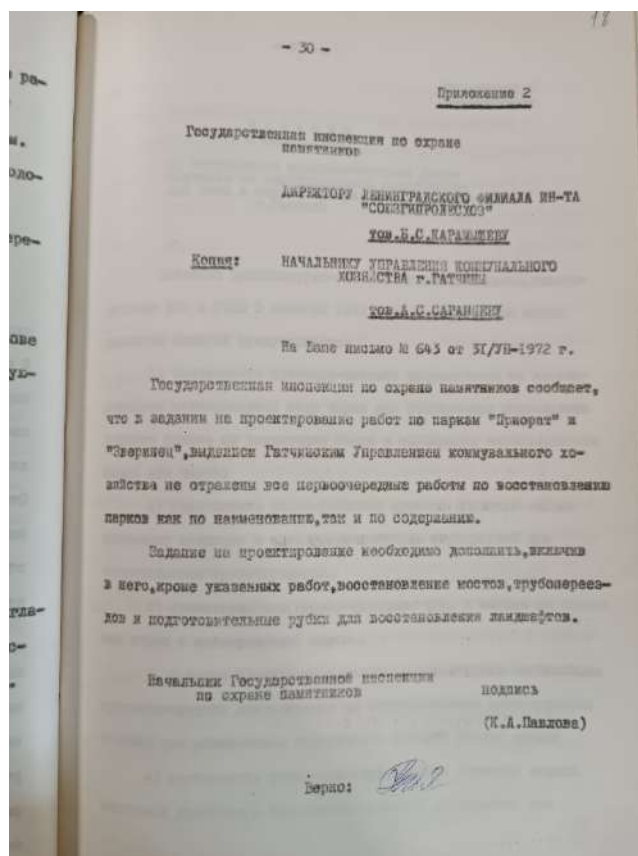 18
- 30 -
Приложение 2
Государственная инспекция по охране
памятников
ДИРЕКТОРУ ЛЕНИНГРАДСКОГО ФИЛИАЛА ИН-ТА
"СОЮЗГИПРОЛЕСХОЗ"
тов.Б.С.КАРАМЫШЕВУ
Копия: НАЧАЛЬНИКУ УПРАВЛЕНИЯ КОММУНАЛЬНОГО
ХОЗЯЙСТВА г.ГАТЧИНЫ
тов.А.С.САРАНЦЕВУ
На Ваше письмо № 643 от 31/УП-1972 г.
Государственная инспекция по охране памятников сообщает,
что в задании на проектирование работ по паркам "Приорат" и
"Зверинец",выданном Гатчинским Управлением коммунального хо-
зяйства не отражены все первоочередные работы по восстановлению
парков как по наименованию,так и по содержанию.
Задание на проектирование необходимо дополнить,включив
в него,кроме указанных работ,восстановление мостов,трубопереез-
дов и подготовительные рубки для восстановления ландшафтов.
Начальник Государственной инспекции
по охране памятников подпись
(И.А.Павлова)
Верно: